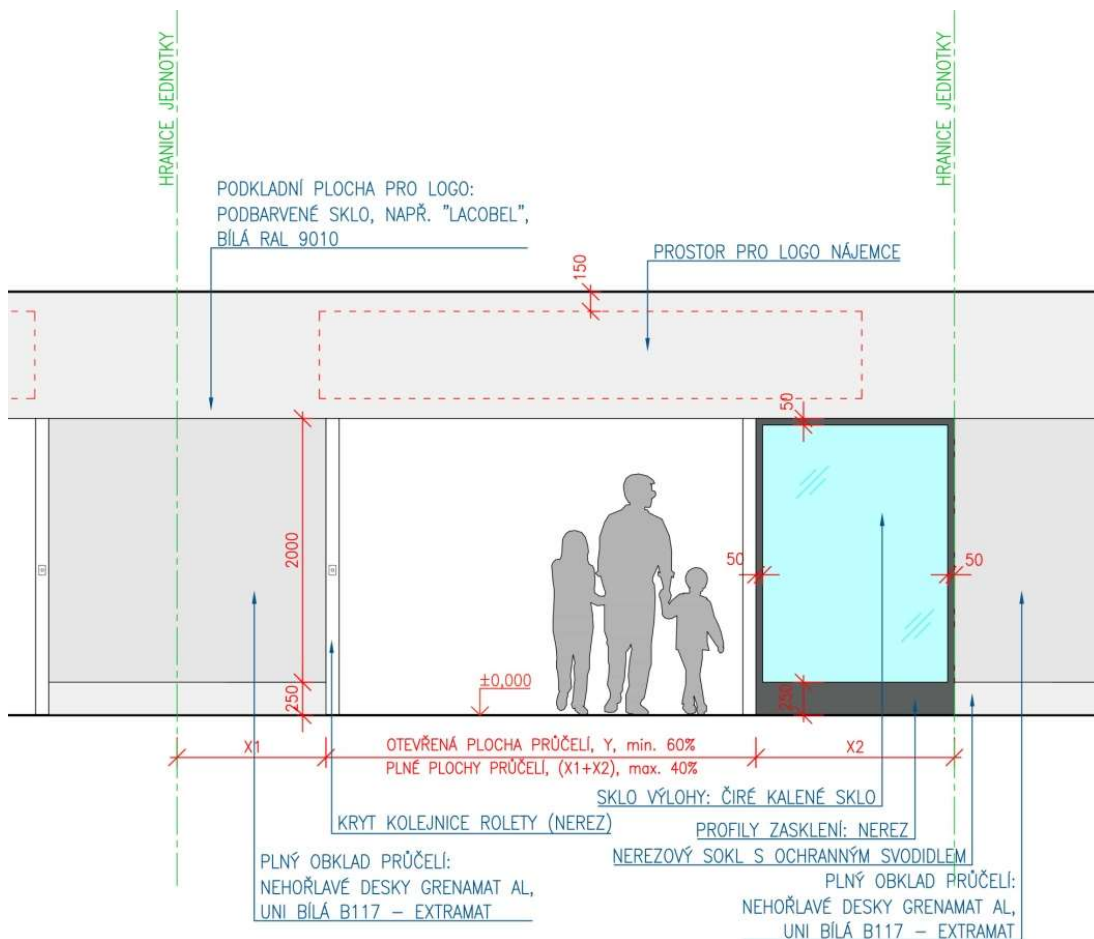 HRANICE JEDNOTKY
HRANICE JEDNOTKY
PODKLADNÍ PLOCHA PRO LOGO:
PODBARVENÉ SKLO, NAPŘ. "LACOBEL",
BÍLÁ RAL 9010
PROSTOR PRO LOGO NÁJEMCE
150
50
2000
50
50
250
±0,000
250
X1
OTEVŘENÁ PLOCHA PRŮČELÍ, Y, min. 60%
PLNÉ PLOCHY PRŮČELÍ, (X1+X2), max. 40%
X2
SKLO VÝLOHY: ČIRÉ KALENÉ SKLO
KRYT KOLEJNICE ROLETY (NEREZ)
PROFILY ZASKLENÍ: NEREZ
NEREZOVÝ SOKL S OCHRANNÝM SVODIDLEM
PLNÝ OBKLAD PRŮČELÍ:
NEHOŘLAVÉ DESKY GRENAMAT AL,
UNI BÍLÁ B117 – EXTRAMAT
PLNÝ OBKLAD PRŮČELÍ:
NEHOŘLAVÉ DESKY GRENAMAT AL,
UNI BÍLÁ B117 – EXTRAMAT